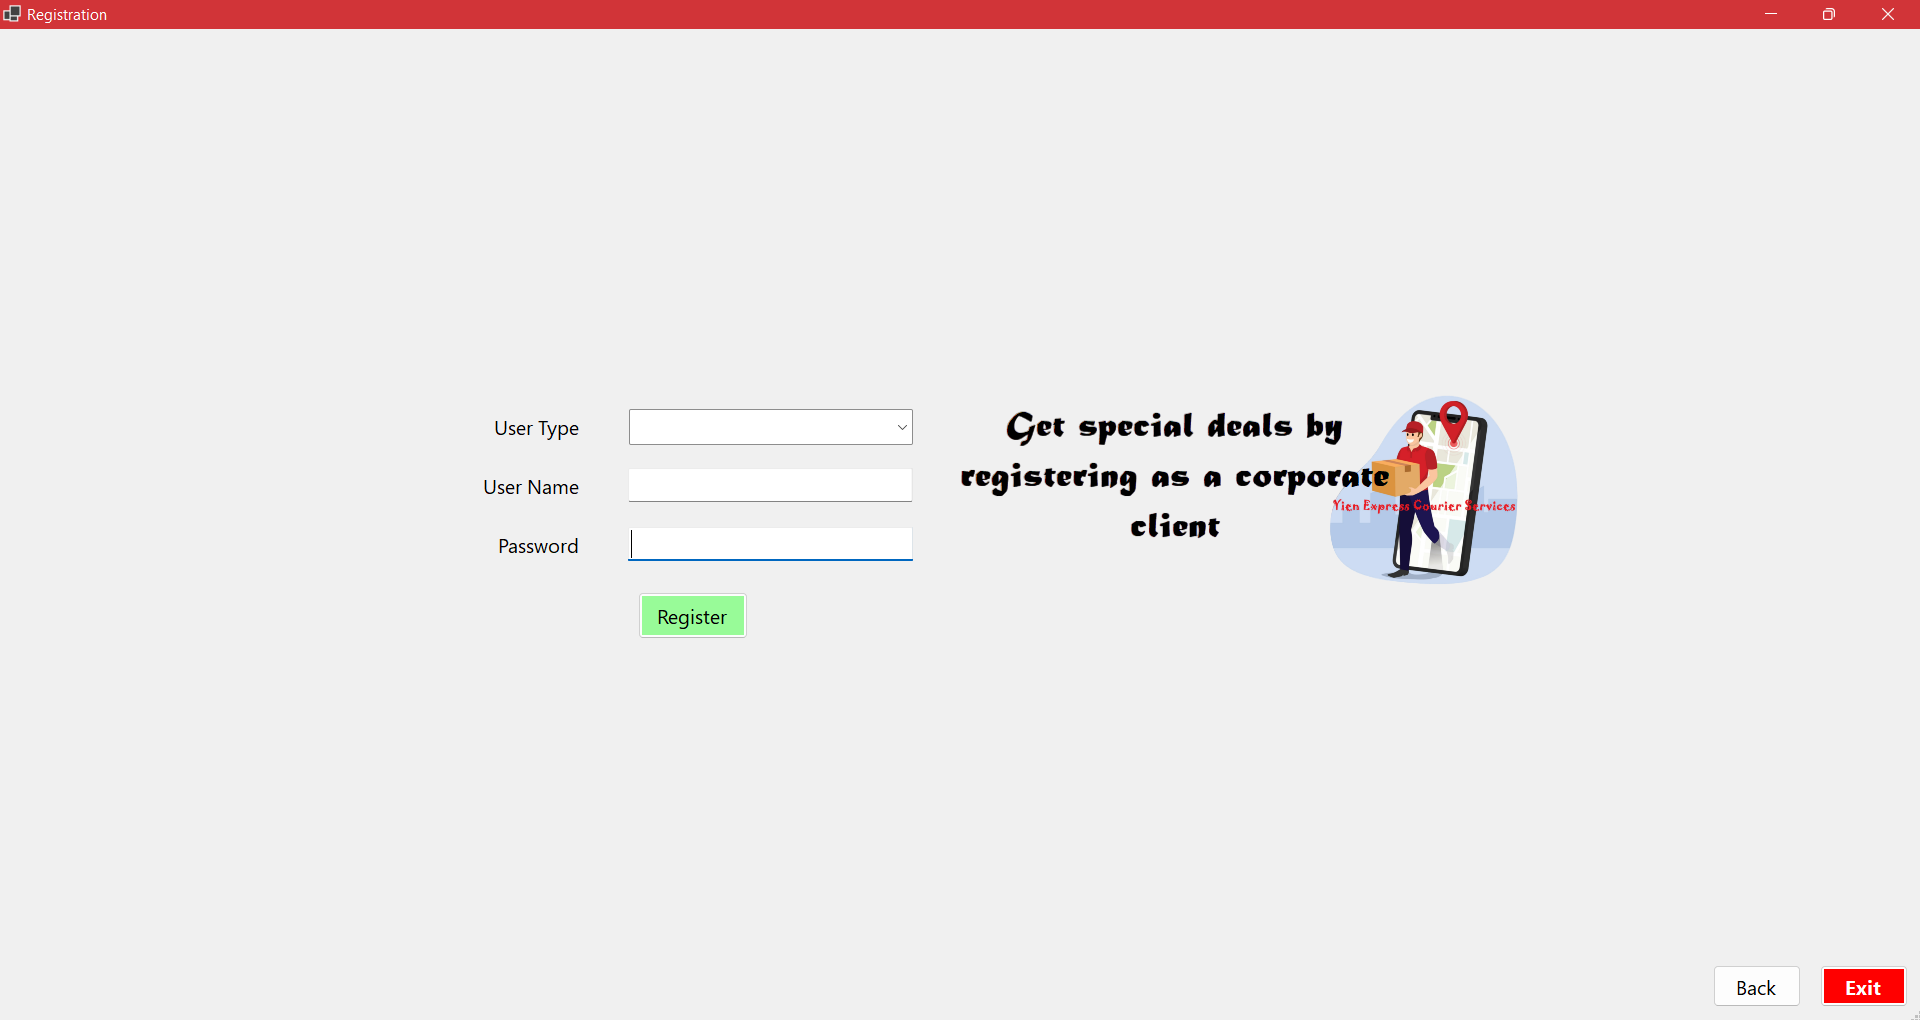 Registration
User Type
User Name
Password
Register
Get special deals by
registering as a corporate
client
Yien Express Courier Services
Back
Exit